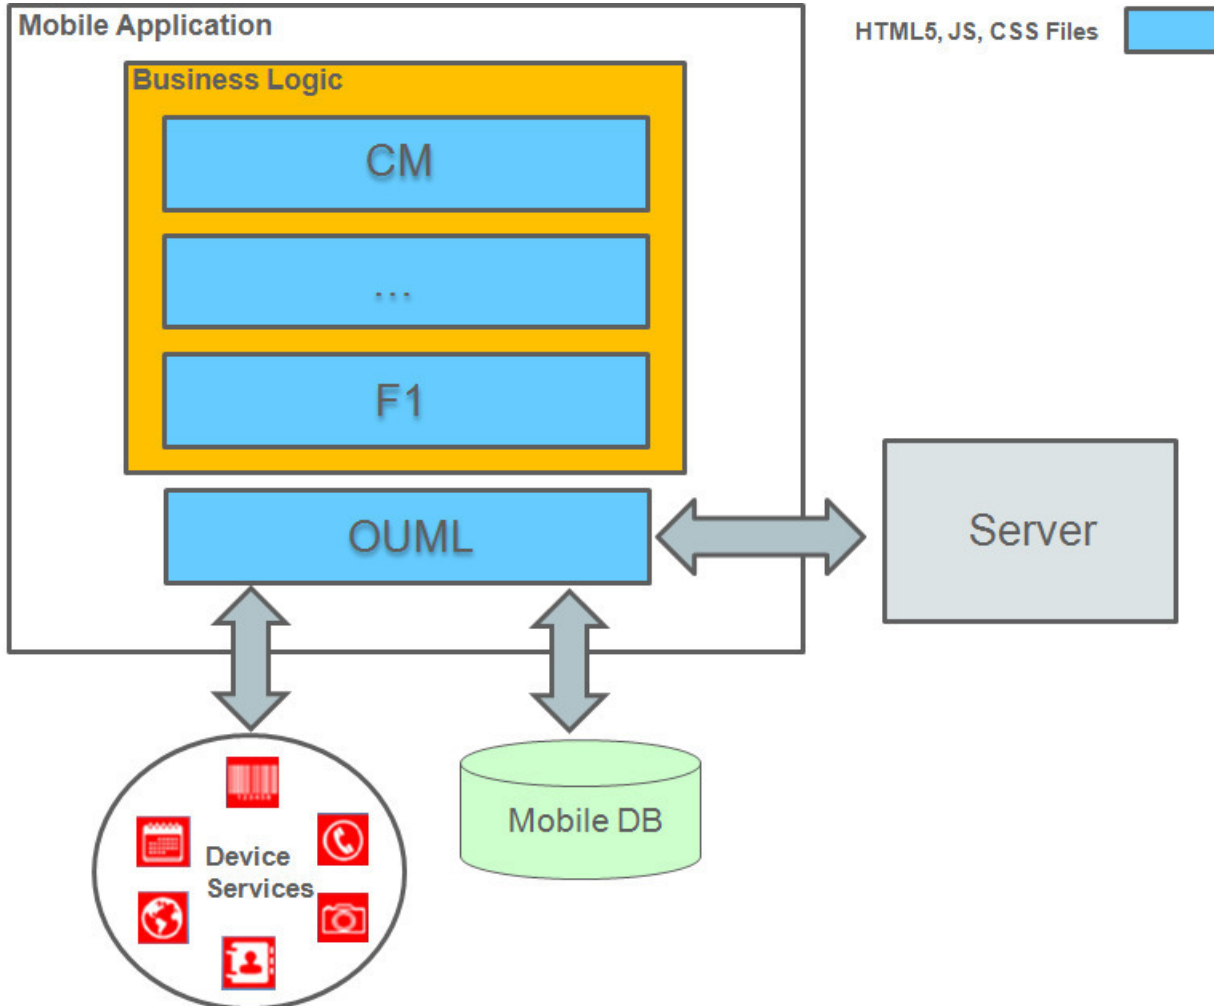 Mobile Application
HTML5, JS, CSS Files
Business Logic
CM
...
F1
OUML
Server
Mobile DB
Device
Services